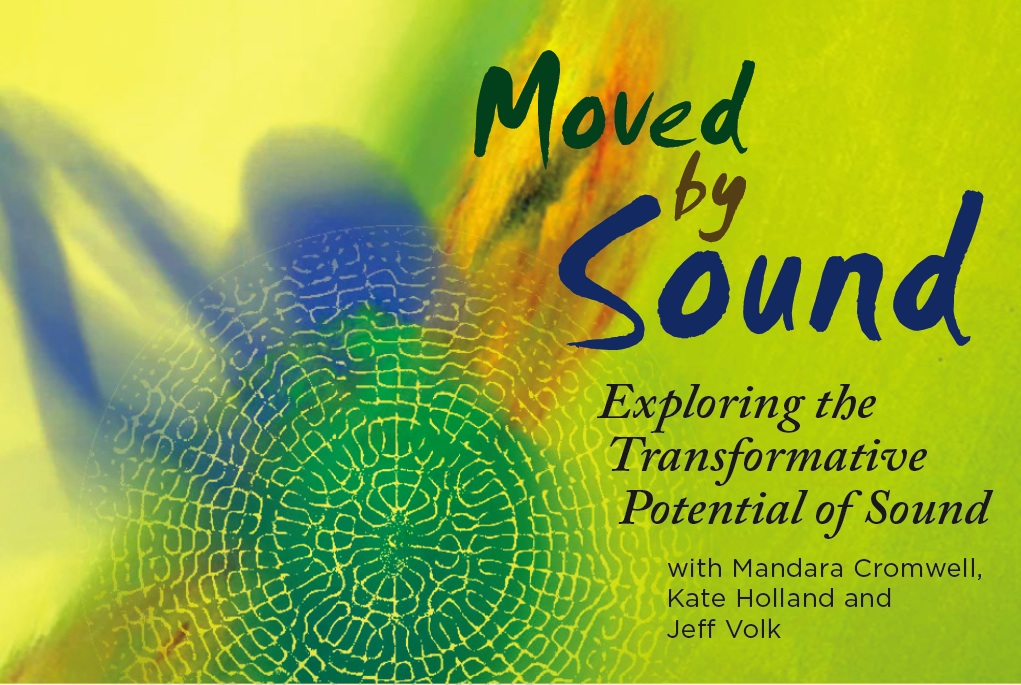 Moved
by
Sound
Exploring the
Transformative
Potential of Sound
with Mandara Cromwell,
Kate Holland and
Jeff Volk